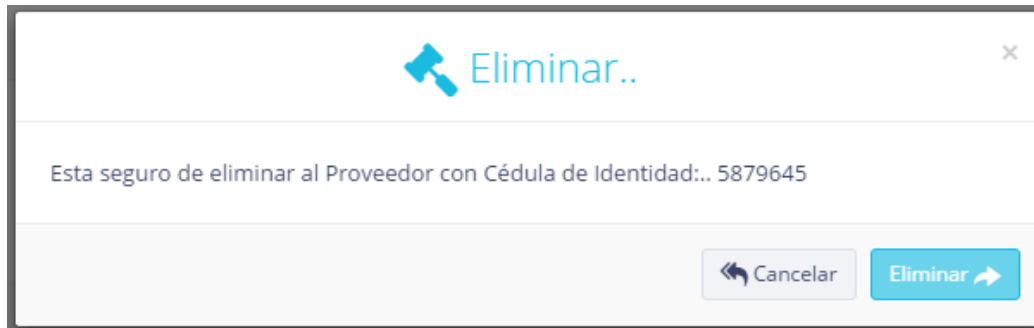 Eliminar..
×
Esta seguro de eliminar al Proveedor con Cédula de Identidad:.. 5879645
Cancelar
Eliminar